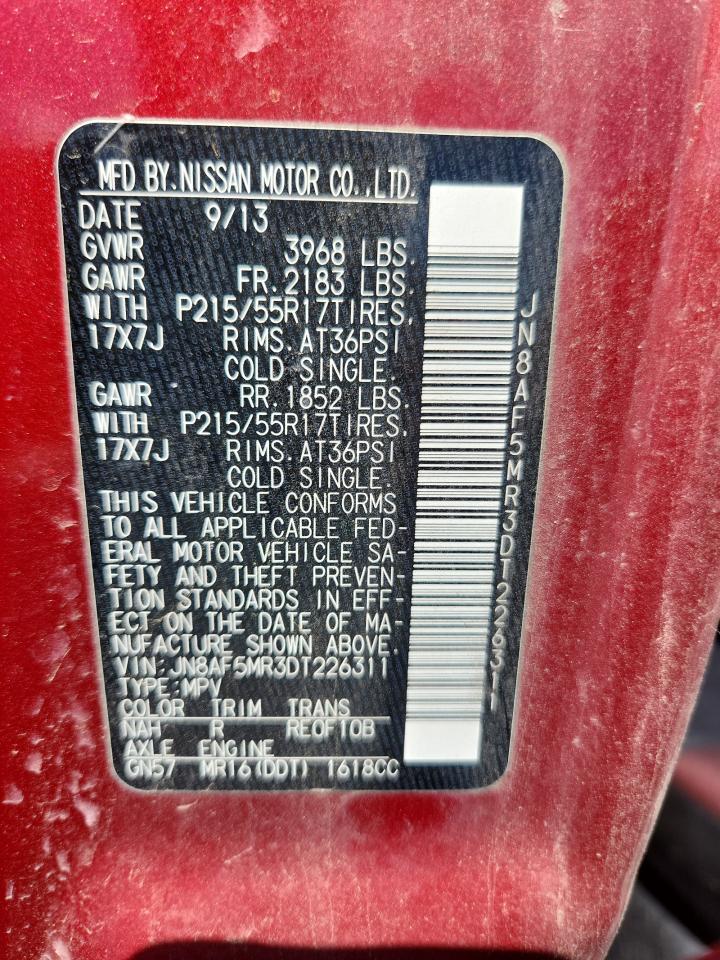 MFD BY.NISSAN MOTOR CO.,LTD.
DATE 9/13
GVWR 3968 LBS.
GAWR FR.2183 LBS.
WITH P215/55R17TIRES,
17X7J RIMS.AT36PSI
COLD SINGLE.
GAWR RR.1852 LBS.
WITH P215/55R17TIRES,
17X7J RIMS.AT36PSI
COLD SINGLE.
THIS VEHICLE CONFORMS
TO ALL APPLICABLE FED-
ERAL MOTOR VEHICLE SA-
FETY AND THEFT PREVEN-
TION STANDARDS IN EFF-
ECT ON THE DATE OF MA-
NUFACTURE SHOWN ABOVE.
VIN:JN8AF5MR3DT226311
TYPE:MPV
COLOR TRIM TRANS
NAH R RE0F10B
AXLE ENGINE
GN57 MR16(DDT) 1618CC
JN8AF5MR3DT226311